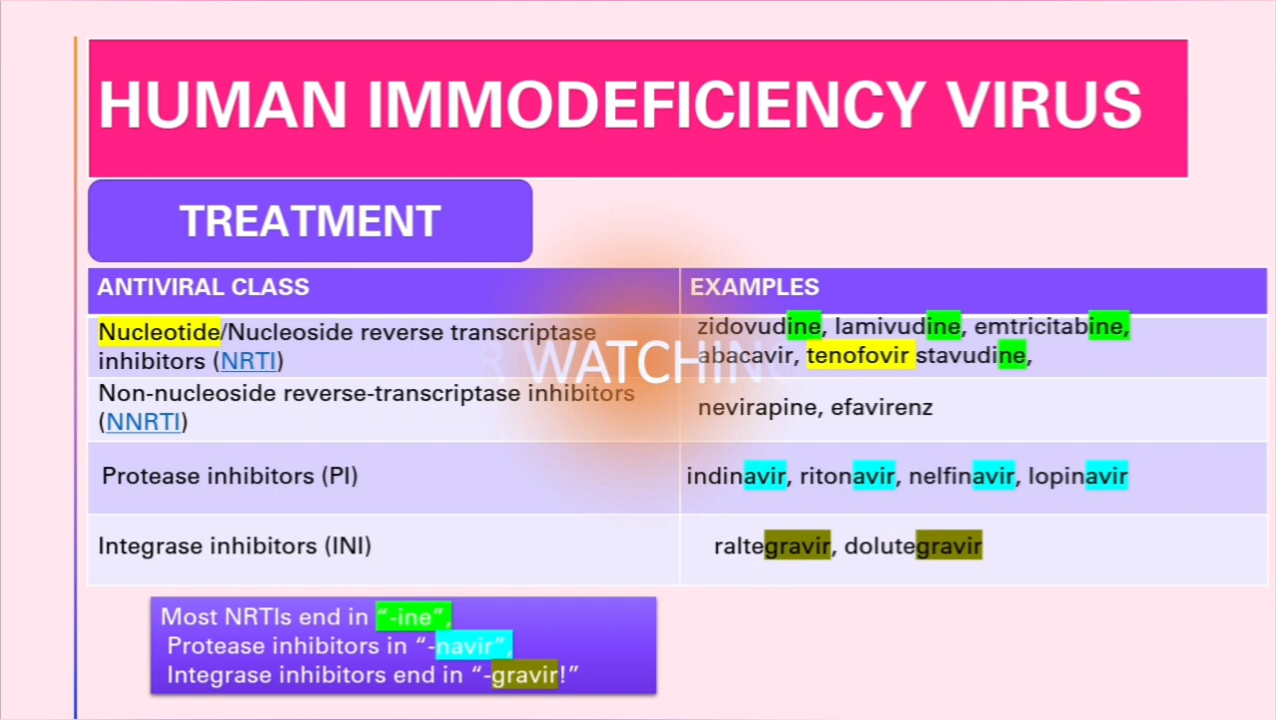 HUMAN IMMODEFICIENCY VIRUS
TREATMENT
ANTIVIRAL CLASS
EXAMPLES
Nucleotide/Nucleoside reverse transcriptase
inhibitors (NRTI)
zidovudine, lamivudine, emtricitabine,
abacavir, tenofovir stavudine,
Non-nucleoside reverse-transcriptase inhibitors
(NNRTI)
nevirapine, efavirenz
Protease inhibitors (PI)
indinavir, ritonavir, nelfinavir, lopinavir
Integrase inhibitors (INI)
raltegravir, dolutegravir
R WATCHING
Most NRTIs end in “-ine”,
Protease inhibitors in “-navir”,
Integrase inhibitors end in “-gravir!”